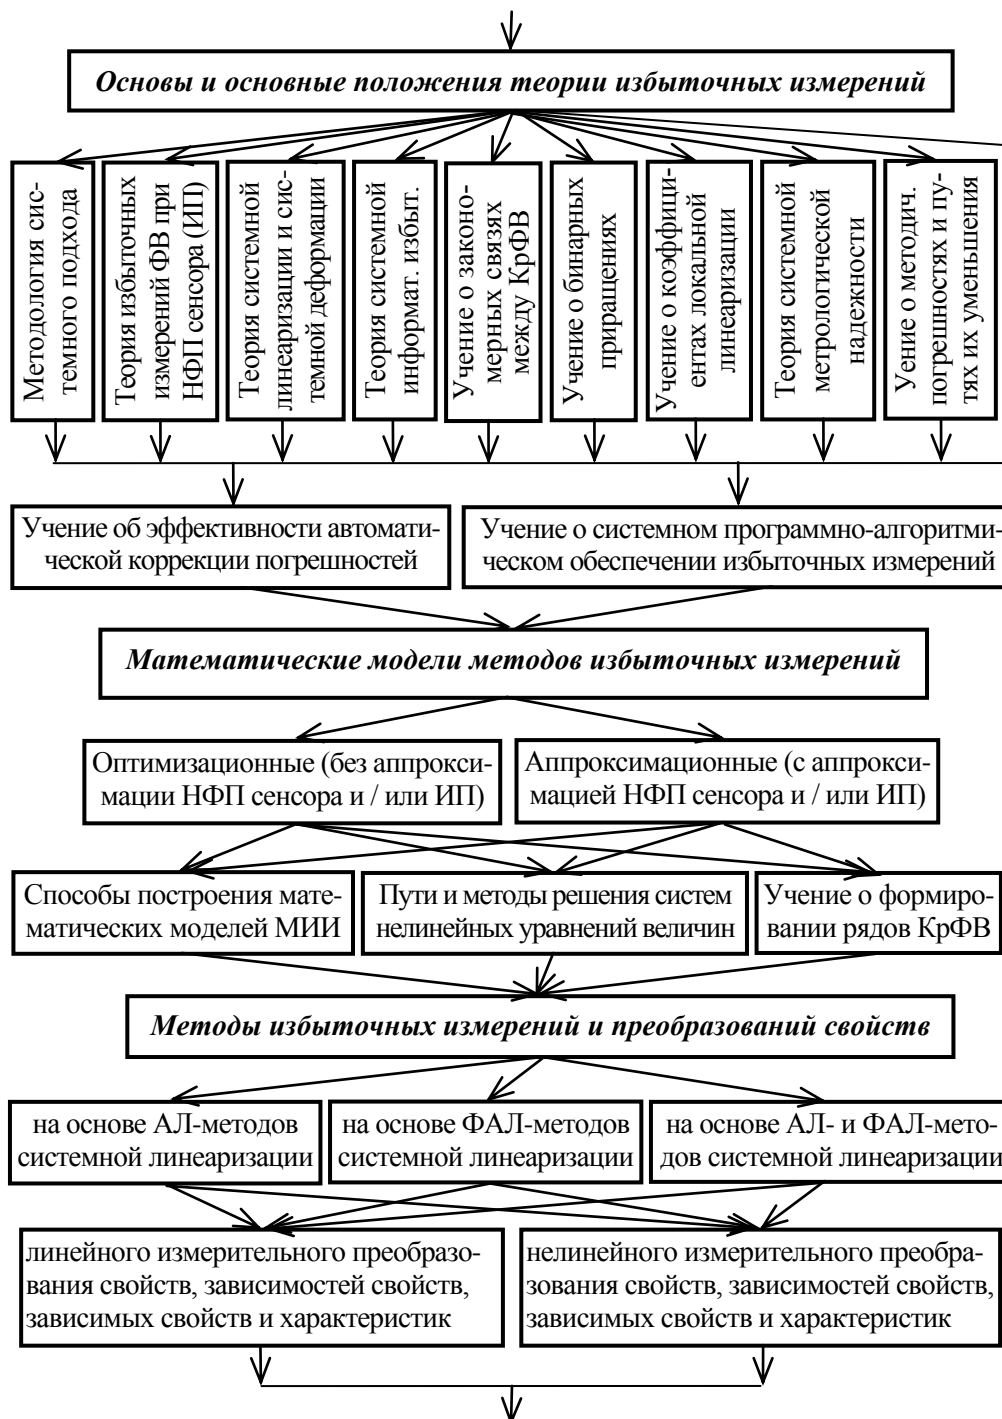 Основы и основные положения теории избыточных измерений
Методология сис-
темного подхода
Теория избыточных
измерений ФВ при
НФП сенсора (ИП)
Теория системной
линеаризации и сис-
темной деформации
Теория системной
информат. избыт.
Учение о законо-
мерных связях
между КрФВ
Учение о бинарных
приращениях
Учение о коэффици-
ентах локальной
линеаризации
Теория системной
метрологической
надежности
Уение о методич.
погрешностях и пу-
тях их уменьшения
Учение об эффективности автомати-
ческой коррекции погрешностей
Учение о системном программно-алгоритми-
ческом обеспечении избыточных измерений
Математические модели методов избыточных измерений
Оптимизационные (без аппрокси-
мации НФП сенсора и / или ИП)
Аппроксимационные (с аппрокси-
мацией НФП сенсора и / или ИП)
Способы построения мате-
матических моделей МИИ
Пути и методы решения систем
нелинейных уравнений величин
Учение о формиро-
вании рядов КрФВ
Методы избыточных измерений и преобразований свойств
на основе АЛ-методов
системной линеаризации
на основе ФАЛ-методов
системной линеаризации
на основе АЛ- и ФАЛ-мето-
дов системной линеаризации
линейного измерительного преобразо-
вания свойств, зависимостей свойств,
зависимых свойств и характеристик
нелинейного измерительного преобра-
зования свойств, зависимостей свойств,
зависимых свойств и характеристик